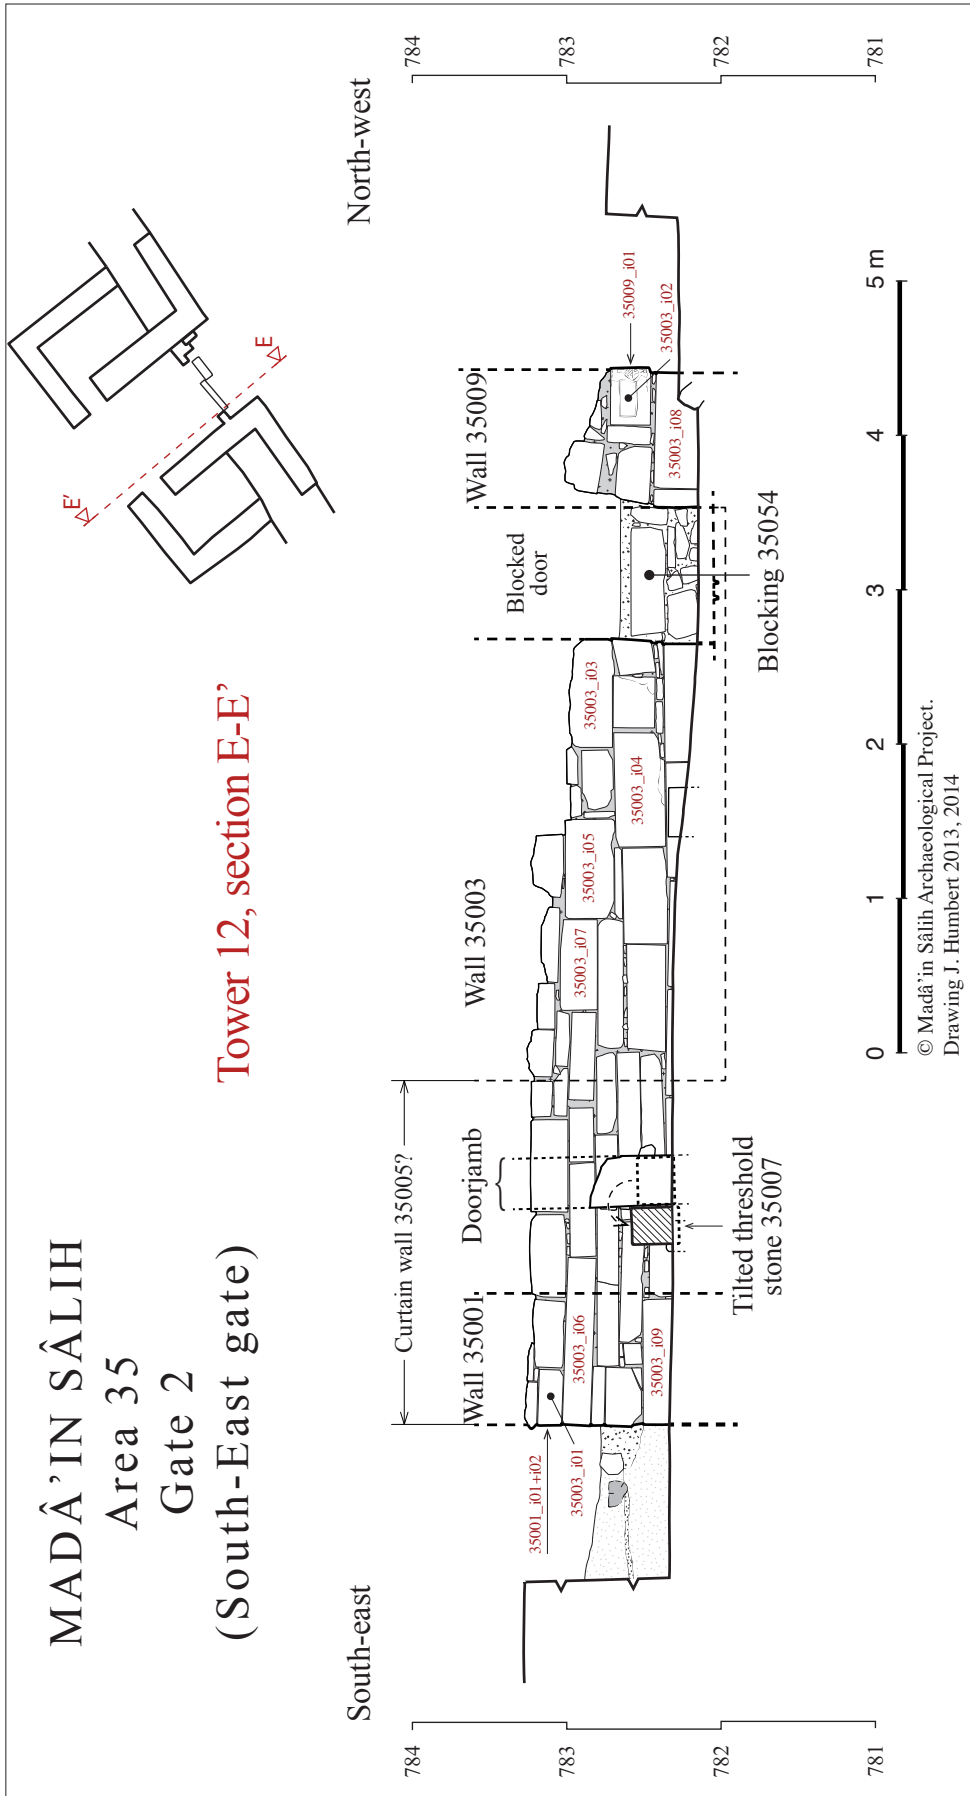 MADÂ’IN SÂLIH
Area 35
Gate 2
(South-East gate)
Tower 12, section E-E’
E’
E
South-east
North-west
784
783
782
781
784
783
782
781
Curtain wall 35005?
Wall 35001
Doorjamb
Wall 35003
Blocked
door
Wall 35009
35001_i01+i02
35003_i01
35003_i06
35003_i09
35003_i07
35003_i05
35003_i04
35003_i03
35003_i08
35009_i01
35003_i02
Tilted threshold
stone 35007
Blocking 35054
0
1
2
3
4
5 m
© Madâ’in Sâlih Archaeological Project.
Drawing J. Humbert 2013, 2014